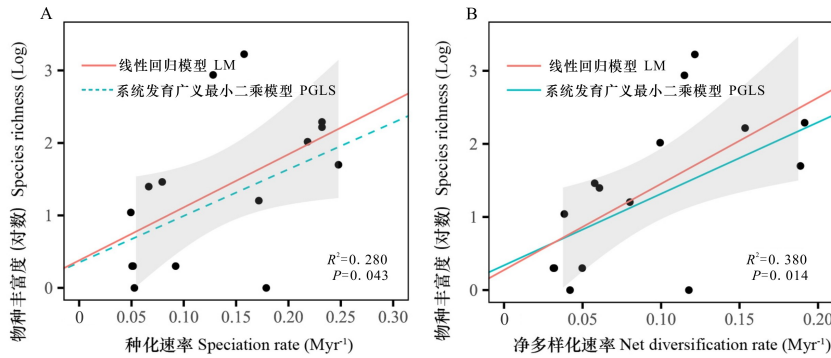 A
物种丰富度 (对数) Species richness (Log)
3
2
1
0
线性回归模型 LM
系统发育广义最小二乘模型 PGLS
R²=0.280
P=0.043
0 0.05 0.10 0.15 0.20 0.25 0.30
种化速率 Speciation rate (Myr⁻¹)
B
物种丰富度 (对数) Species richness (Log)
3
2
1
0
线性回归模型 LM
系统发育广义最小二乘模型 PGLS
R²=0.380
P=0.014
0 0.05 0.10 0.15 0.20
净多样化速率 Net diversification rate (Myr⁻¹)